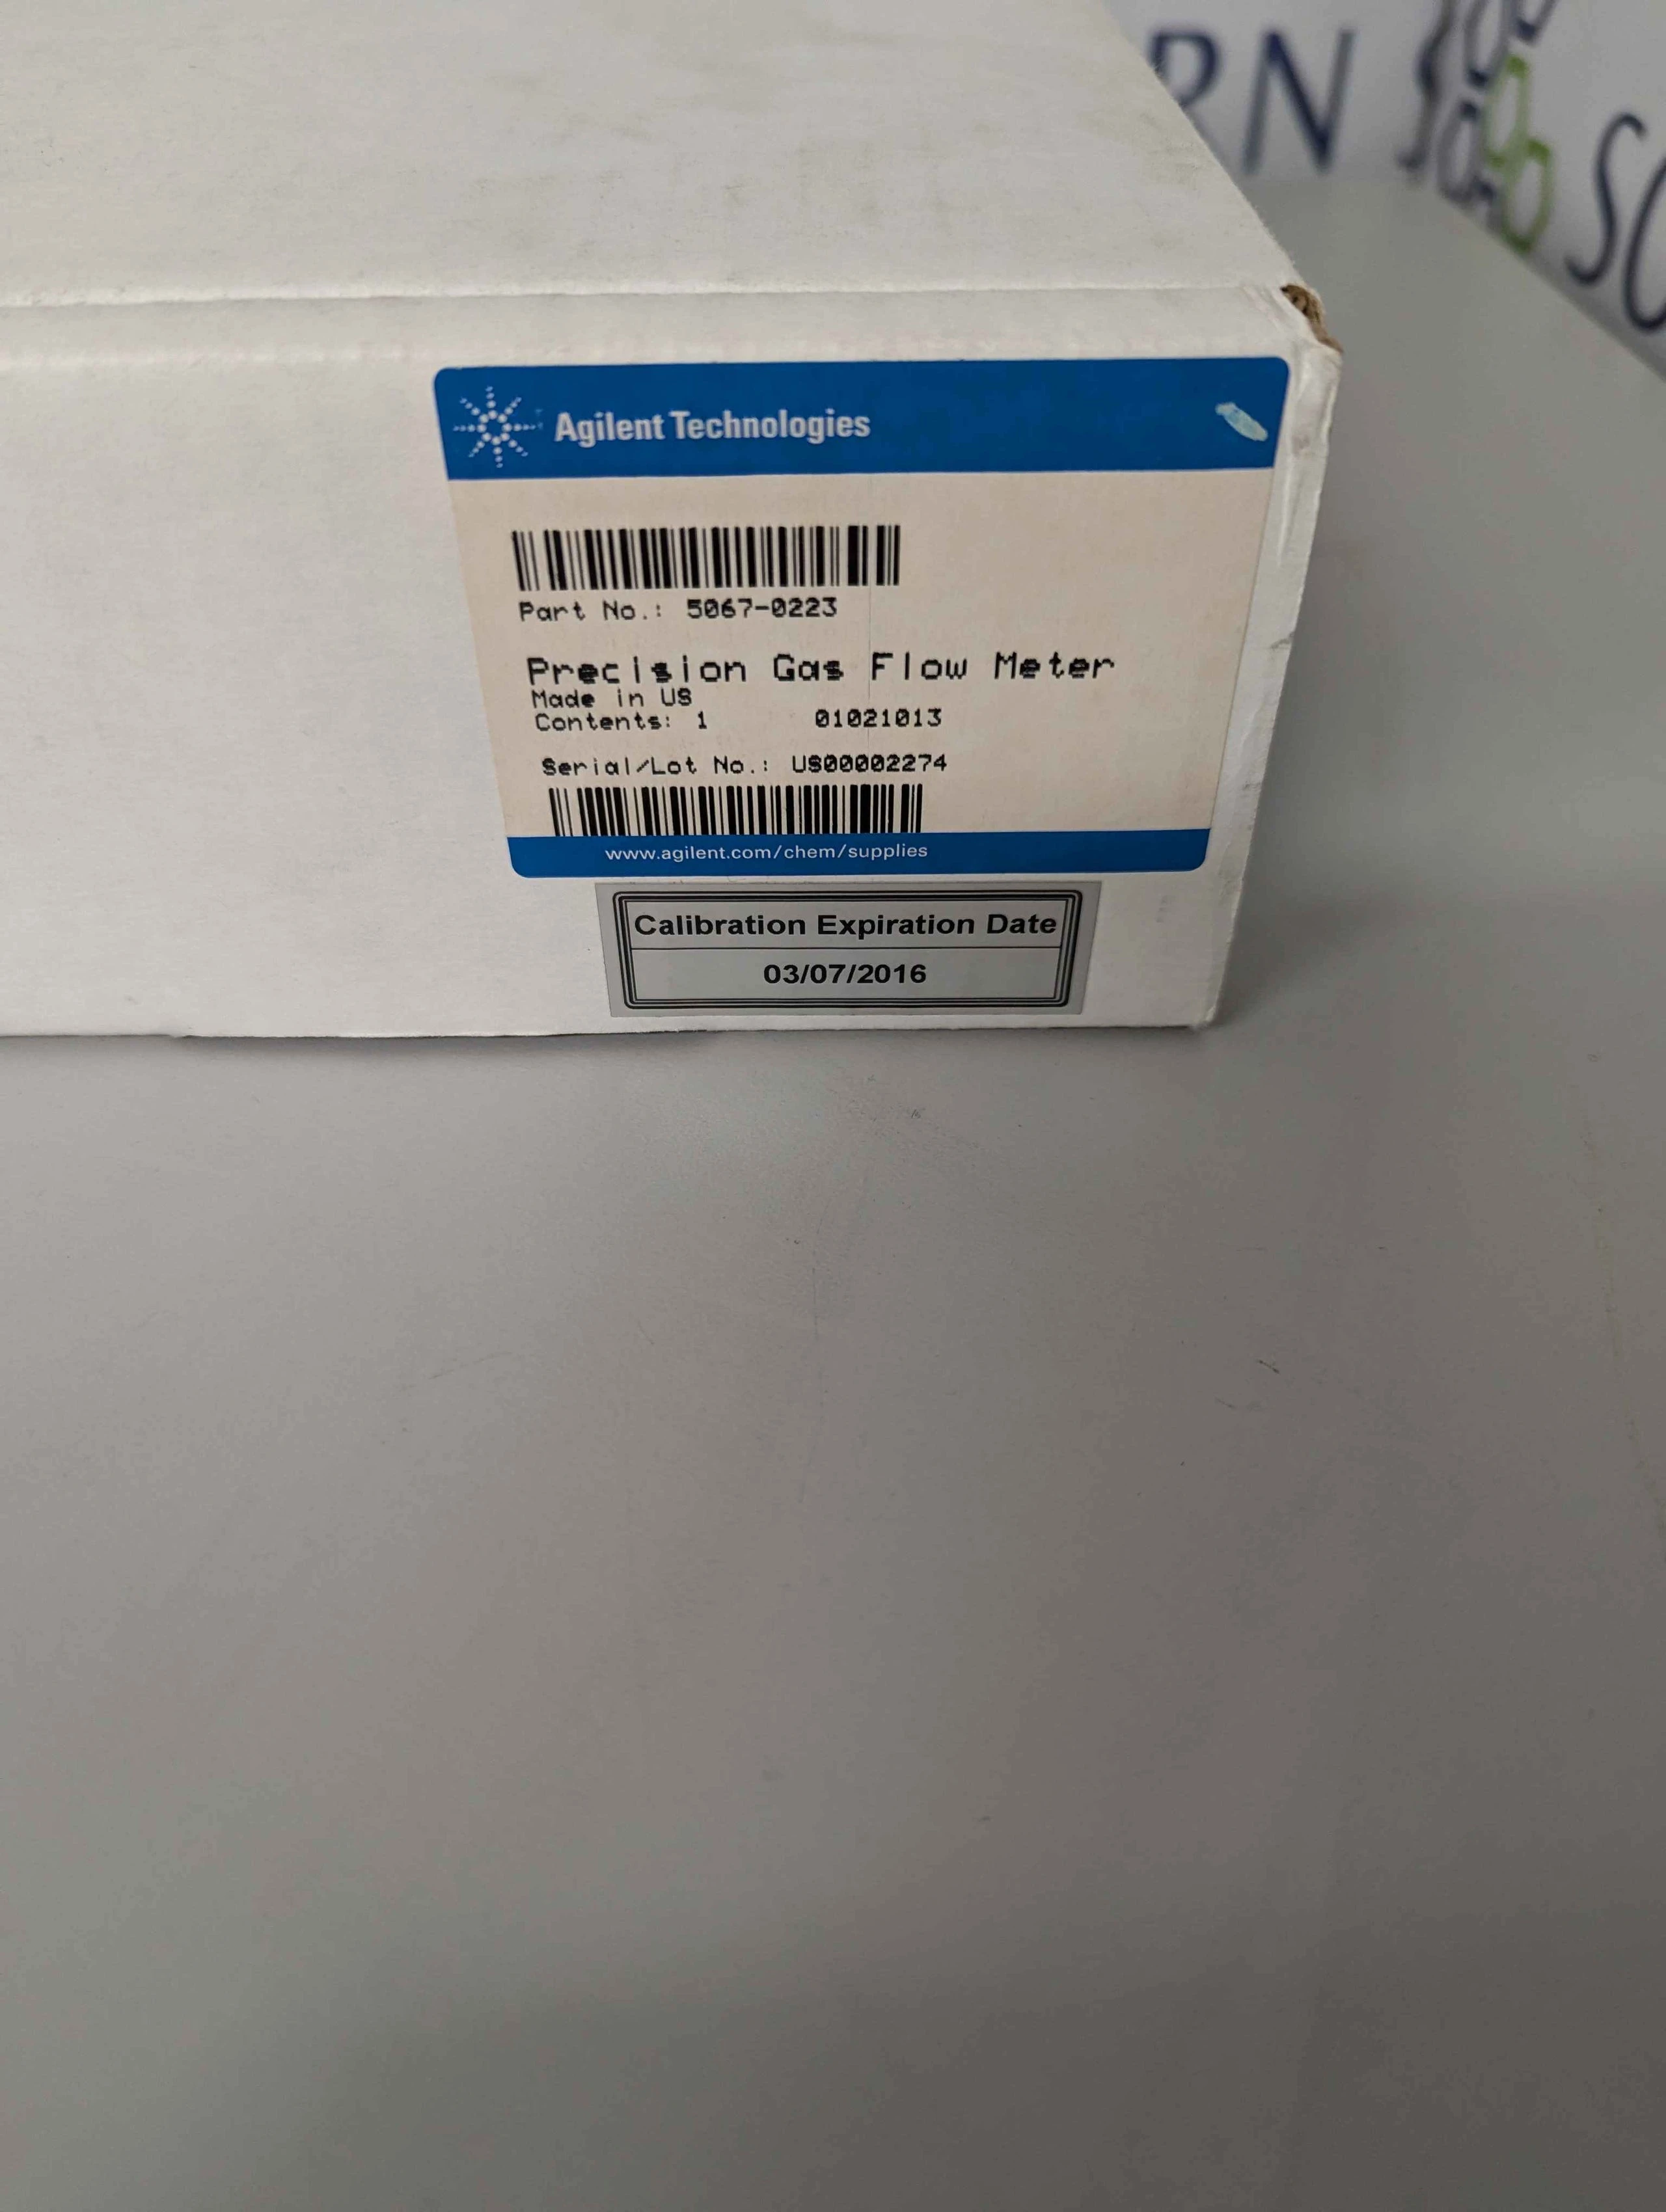 Agilent Technologies
Part No.: 5067-0223
Precision Gas Flow Meter
Made in US
Contents: 1 01021013
Serial/Lot No.: US00002274
www.agilent.com/chem/supplies
Calibration Expiration Date
03/07/2016